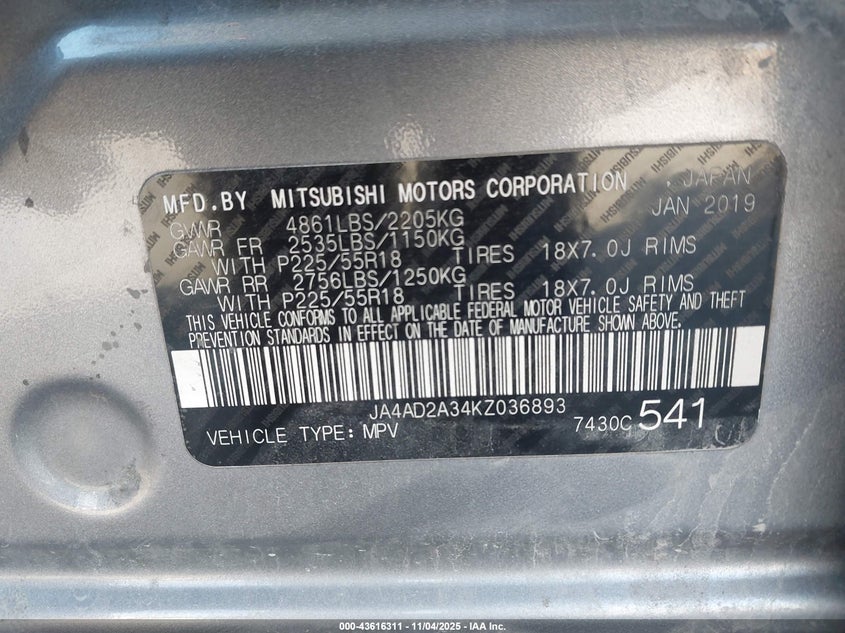 MFD.BY MITSUBISHI MOTORS CORPORATION , JAPAN
GVWR 4861LBS/2205KG JAN 2019
GAWR FR 2535LBS/1150KG
WITH P225/55R18 TIRES 18X7.0J RIMS
GAWR RR 2756LBS/1250KG
WITH P225/55R18 TIRES 18X7.0J RIMS
THIS VEHICLE CONFORMS TO ALL APPLICABLE FEDERAL MOTOR VEHICLE SAFETY AND THEFT
PREVENTION STANDARDS IN EFFECT ON THE DATE OF MANUFACTURE SHOWN ABOVE.
JA4AD2A34KZ036893
VEHICLE TYPE: MPV 7430C 541
000-43616311 - 11/04/2025 - IAA Inc.